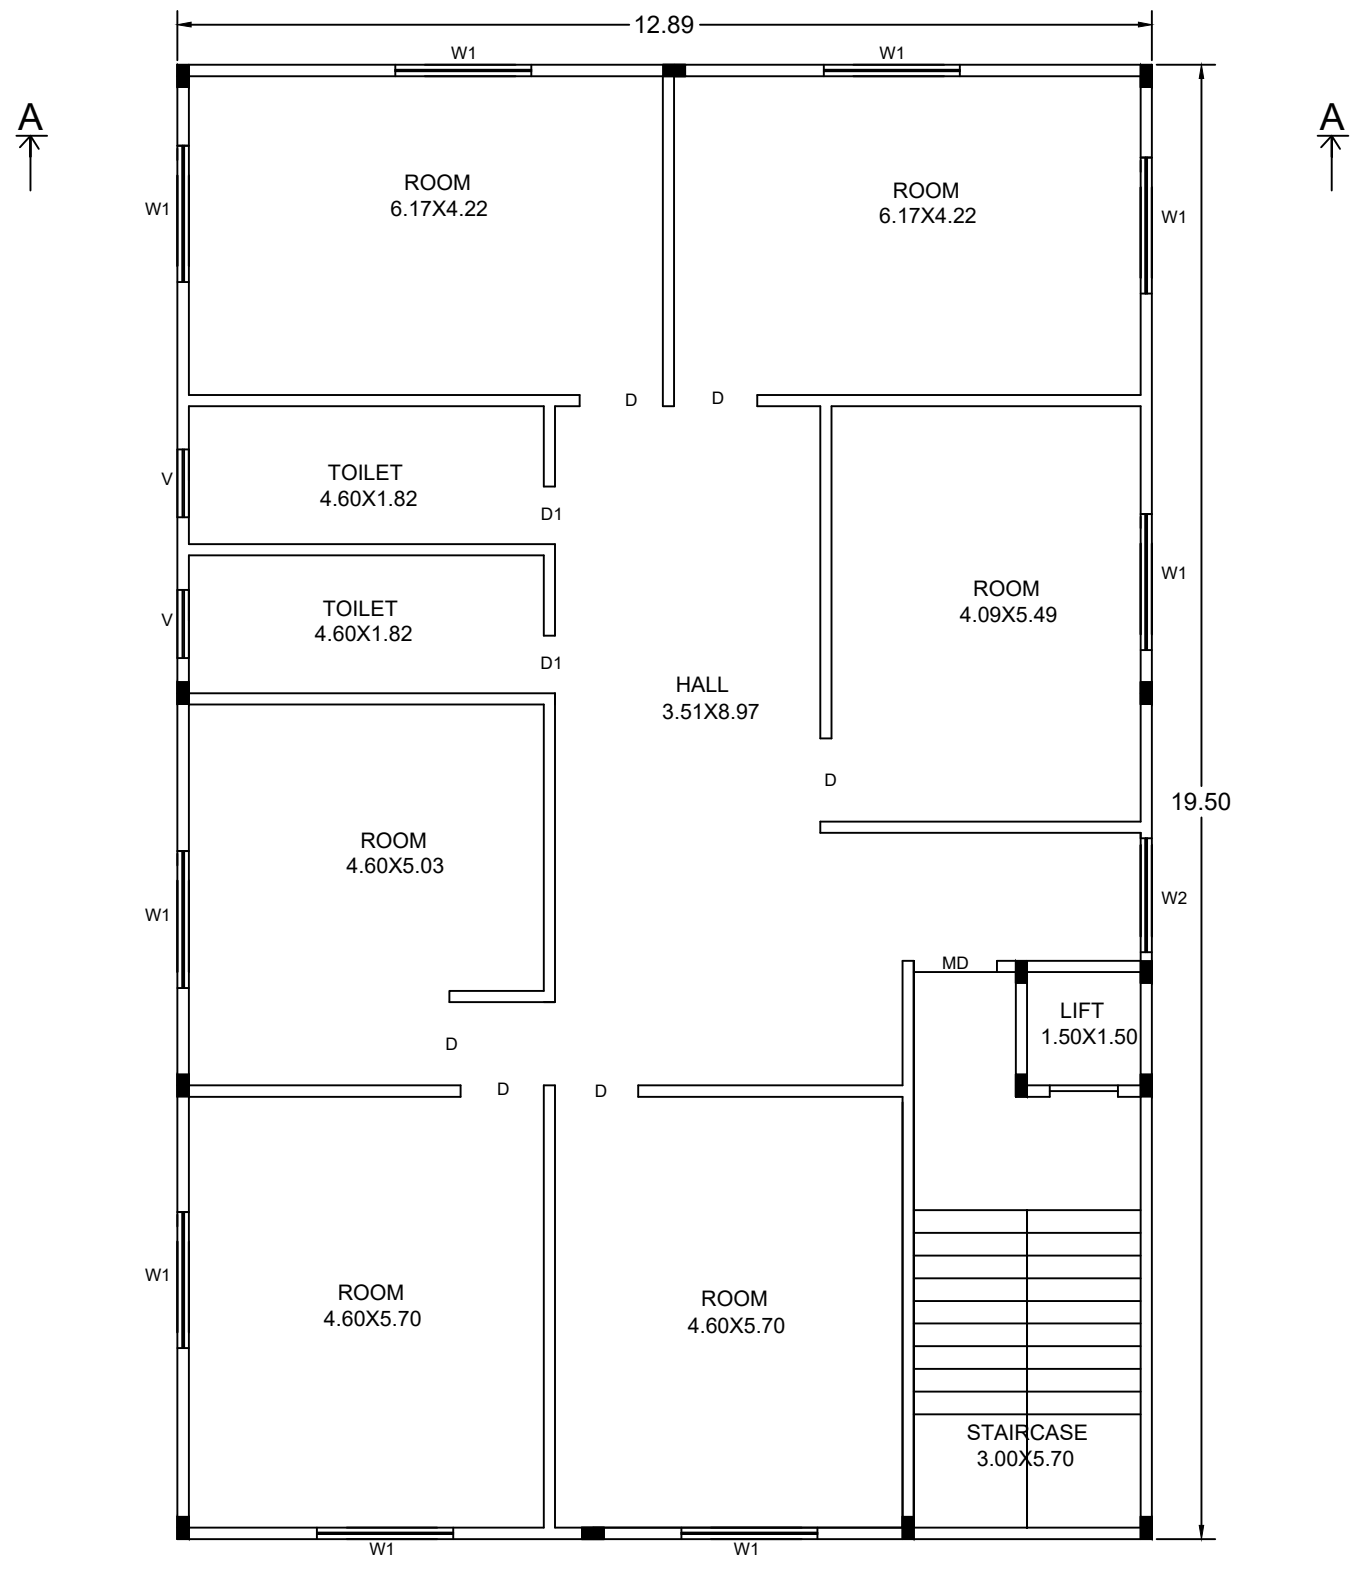 12.89
W1
W1
A
A
ROOM
6.17X4.22
ROOM
6.17X4.22
W1
W1
D
D
TOILET
4.60X1.82
V
D1
W1
ROOM
4.09X5.49
TOILET
4.60X1.82
V
D1
HALL
3.51X8.97
D
19.50
ROOM
4.60X5.03
W1
W2
MD
LIFT
1.50X1.50
D
D
D
W1
ROOM
4.60X5.70
ROOM
4.60X5.70
STAIRCASE
3.00X5.70
W1
W1